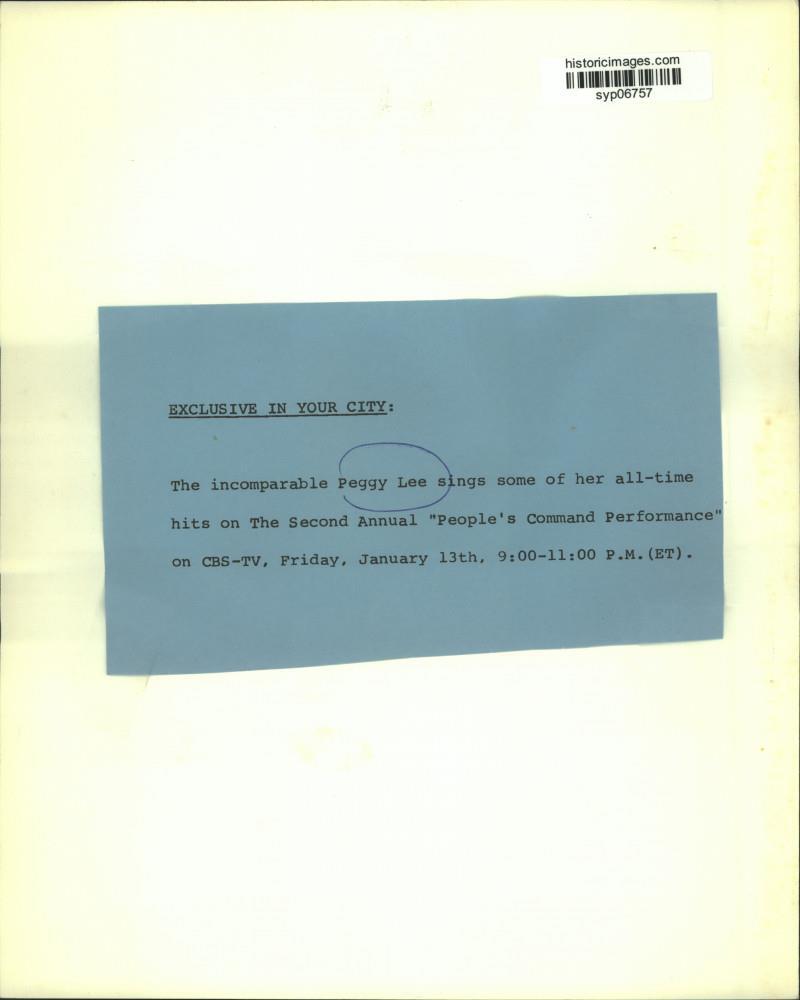 historicimages.com
syp06757
EXCLUSIVE IN YOUR CITY:
The incomparable Peggy Lee sings some of her all-time
hits on The Second Annual "People's Command Performance"
on CBS-TV, Friday, January 13th, 9:00-11:00 P.M.(ET).